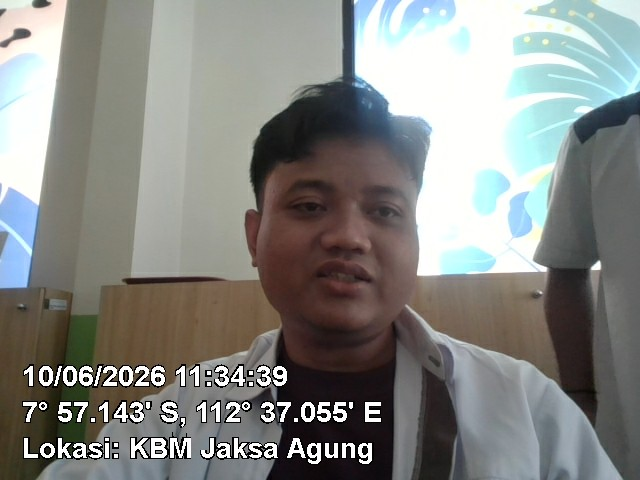 10/06/2026 11:34:39
7° 57.143' S, 112° 37.055' E
Lokasi: KBM Jaksa Agung